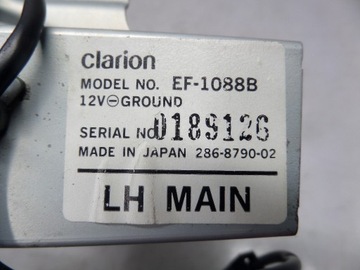 clarion
MODEL NO. EF-1088B
12V⊖GROUND
SERIAL NO. 0189126
MADE IN JAPAN 286-8790-02
LH MAIN